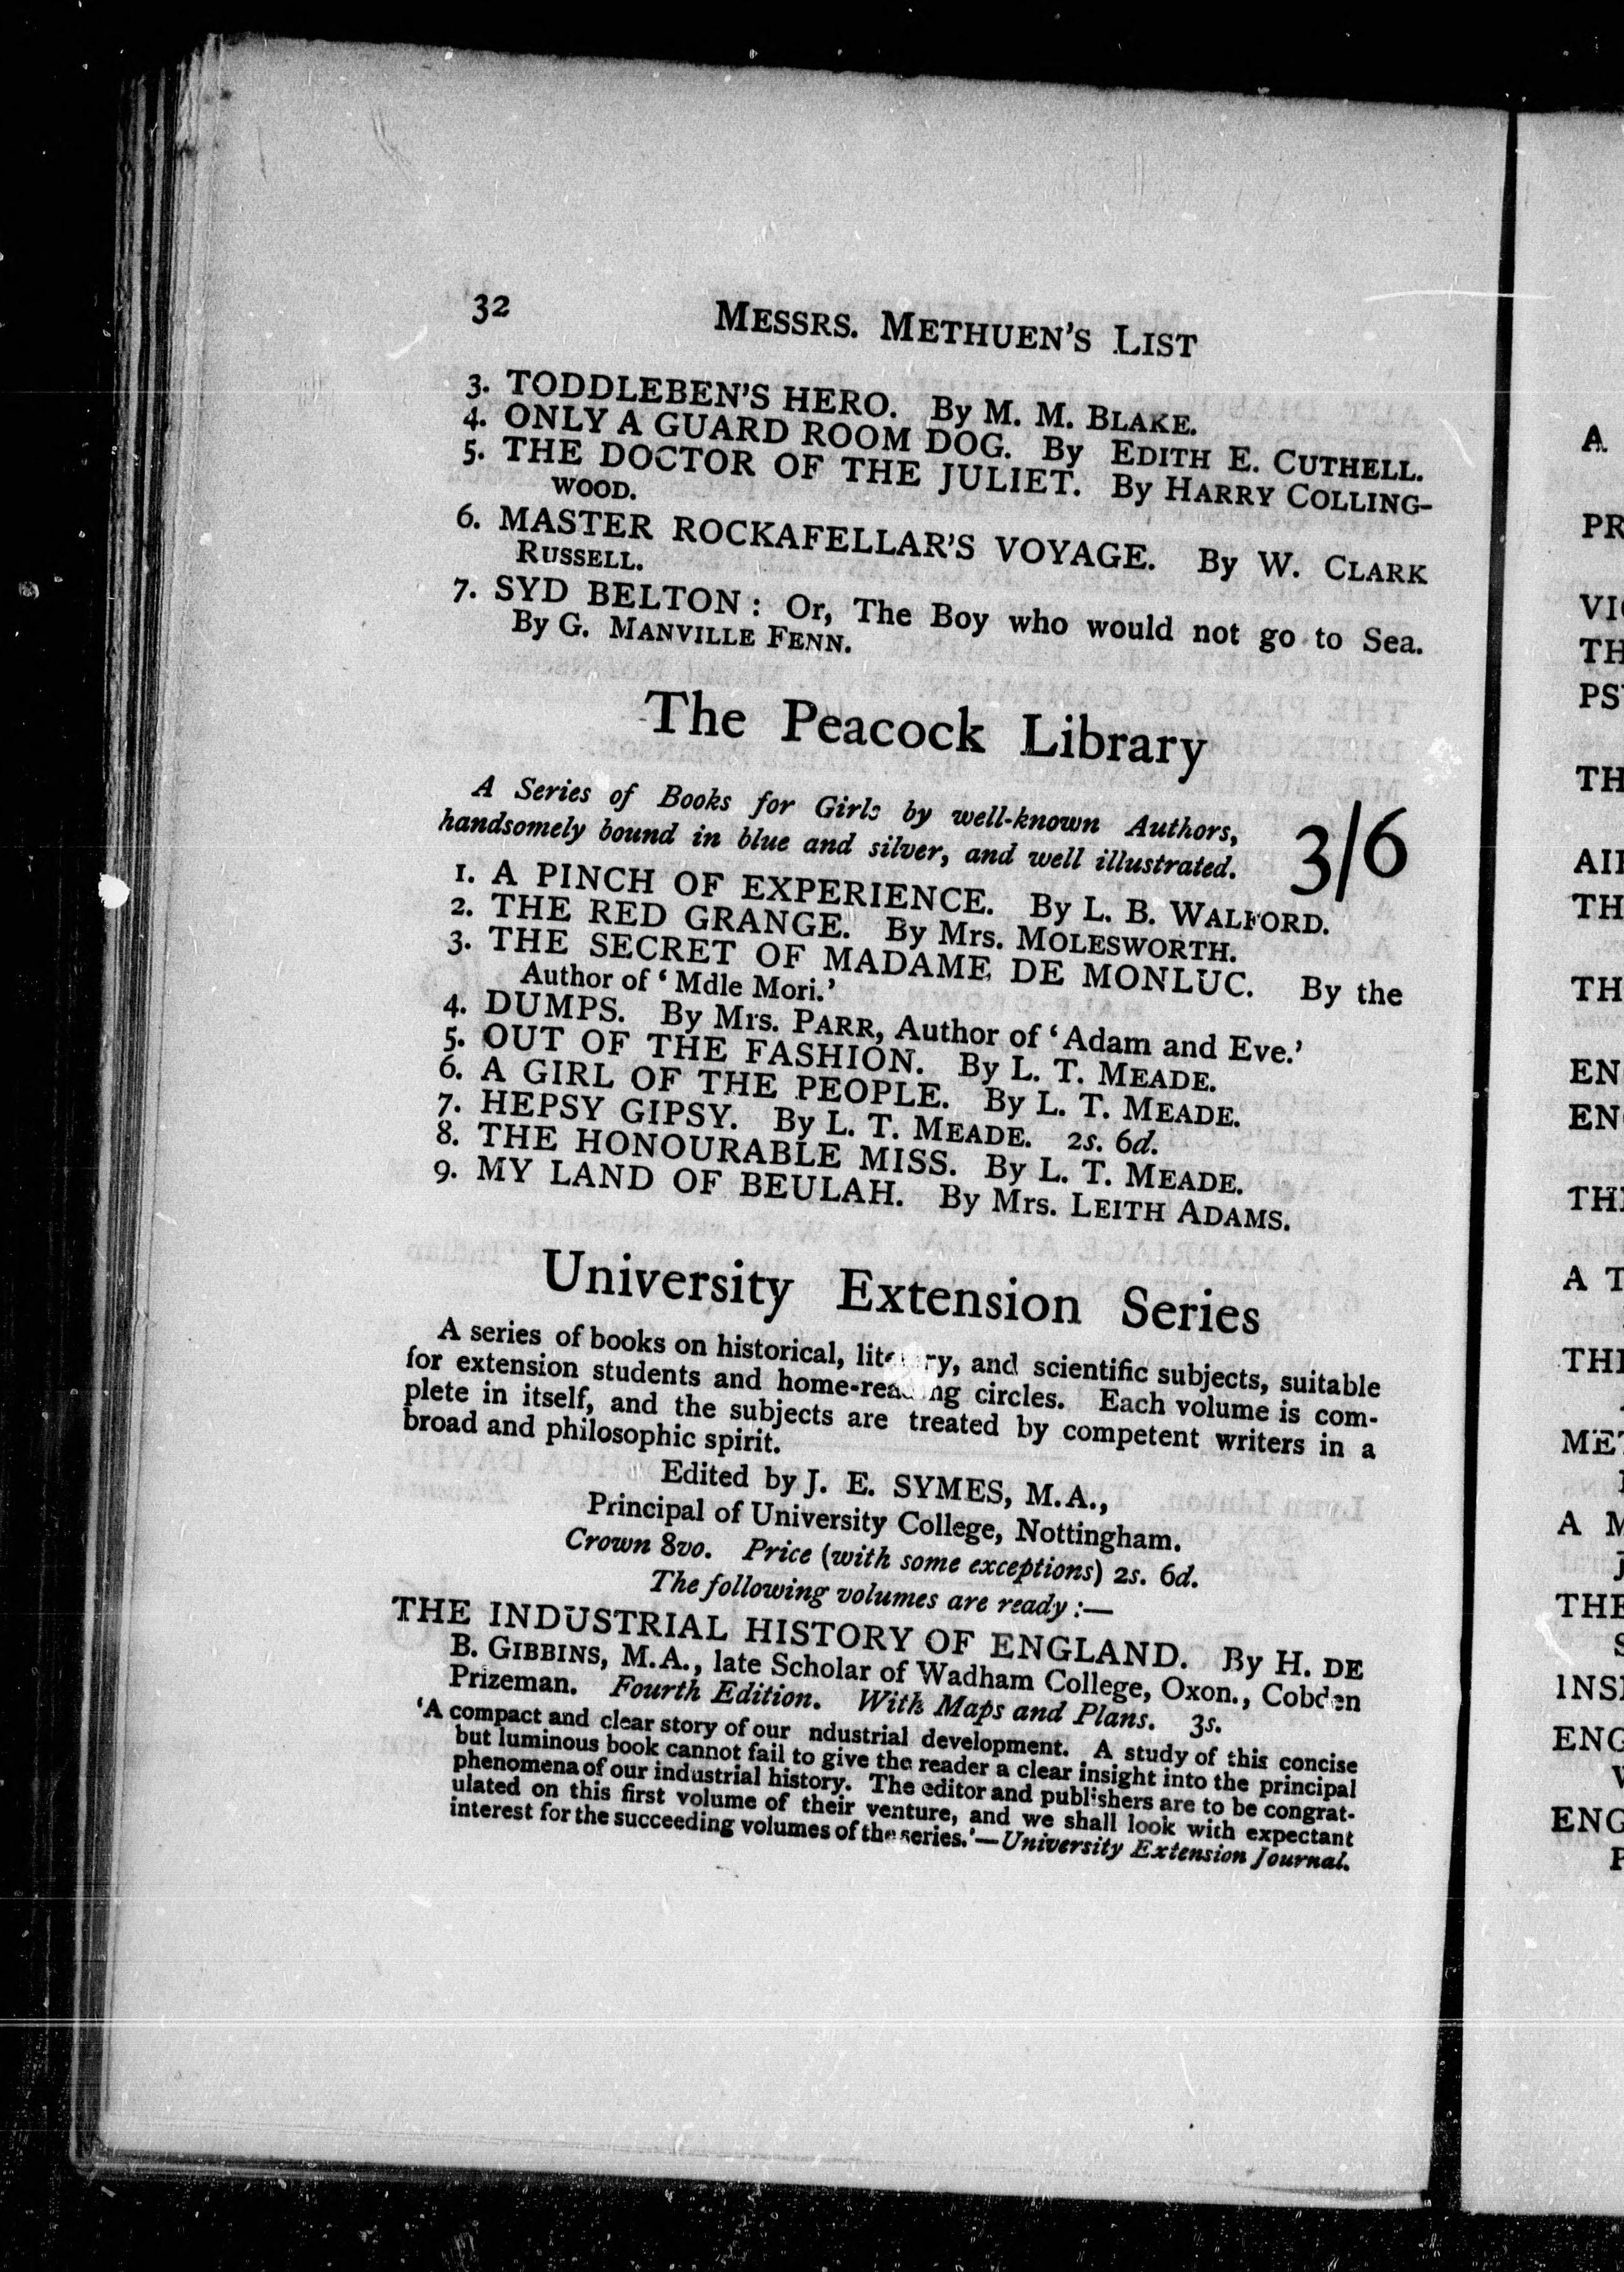 32
MESSRS. METHUEN'S LIST
3. TODDLEBEN'S HERO. By M. M. BLAKE.
4. ONLY A GUARD ROOM DOG. By EDITH E. CUTHELL.
5. THE DOCTOR OF THE JULIET. By HARRY COLLING-
WOOD.
6. MASTER ROCKAFELLAR'S VOYAGE. By W. CLARK
RUSSELL.
7. SYD BELTON: Or, The Boy who would not go to Sea.
By G. MANVILLE FENN.
The Peacock Library
A Series of Books for Girls by well-known Authors,
handsomely bound in blue and silver, and well illustrated.
3/6
1. A PINCH OF EXPERIENCE. By L. B. WALFORD.
2. THE RED GRANGE. By Mrs. MOLESWORTH.
3. THE SECRET OF MADAME DE MONLUC. By the
Author of 'Mdle Mori.'
4. DUMPS. By Mrs. PARR, Author of 'Adam and Eve.'
5. OUT OF THE FASHION. By L. T. MEADE.
6. A GIRL OF THE PEOPLE. By L. T. MEADE.
7. HEPSY GIPSY. By L. T. MEADE. 2s. 6d.
8. THE HONOURABLE MISS. By L. T. MEADE.
9. MY LAND OF BEULAH. By Mrs. LEITH ADAMS.
University Extension Series
A series of books on historical, literary, and scientific subjects, suitable
for extension students and home-reading circles. Each volume is com-
plete in itself, and the subjects are treated by competent writers in a
broad and philosophic spirit.
Edited by J. E. SYMES, M.A.,
Principal of University College, Nottingham.
Crown 8vo. Price (with some exceptions) 2s. 6d.
The following volumes are ready:—
THE INDUSTRIAL HISTORY OF ENGLAND. By H. DE
B. GIBBINS, M.A., late Scholar of Wadham College, Oxon., Cobden
Prizeman. Fourth Edition. With Maps and Plans. 3s.
'A compact and clear story of our ndustrial development. A study of this concise
but luminous book cannot fail to give the reader a clear insight into the principal
phenomena of our industrial history. The editor and publishers are to be congrat-
ulated on this first volume of their venture, and we shall look with expectant
interest for the succeeding volumes of the series.'—University Extension Journal.